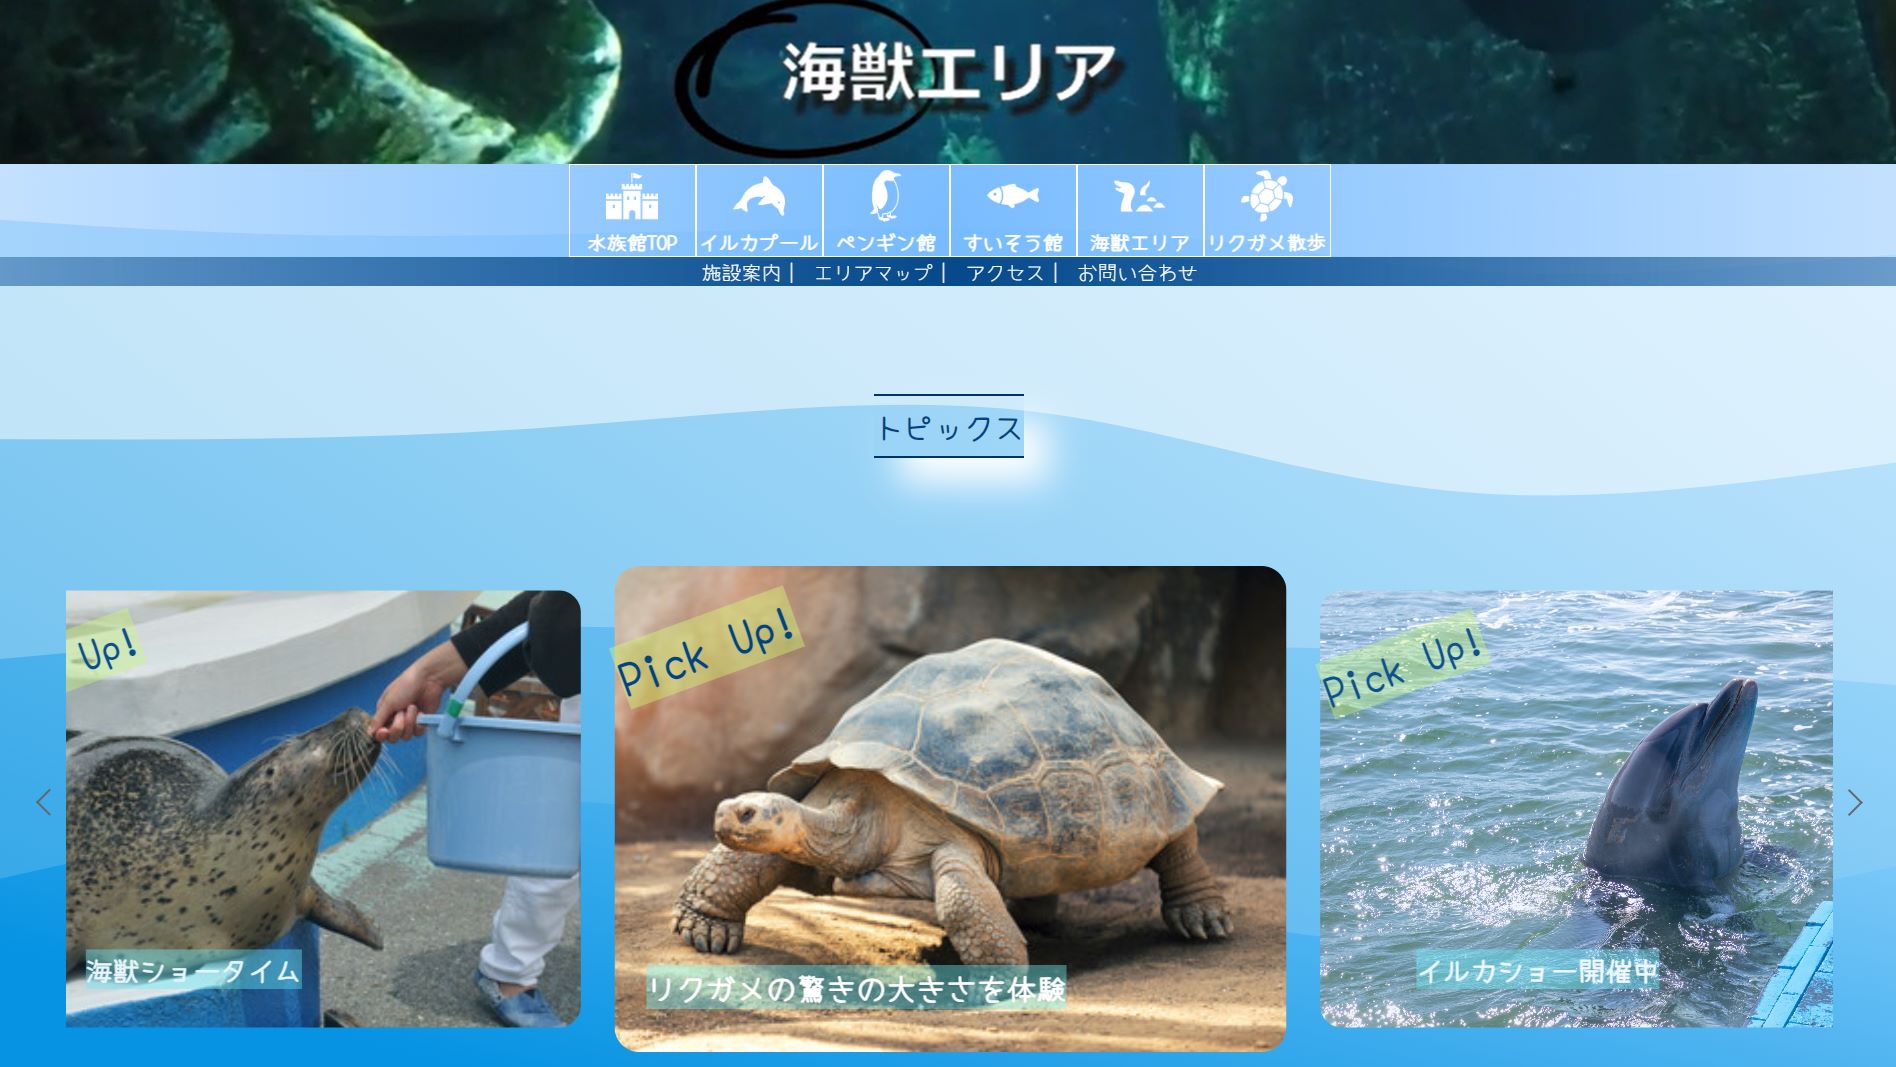 海獣エリア
水族館TOP イルカプール ペンギン館 すいそう館 海獣エリア リクガメ散歩
施設案内 | エリアマップ | アクセス | お問い合わせ
トピックス
Up!
海獣ショータイム
Pick Up!
リクガメの驚きの大きさを体験
Pick Up!
イルカショー開催中